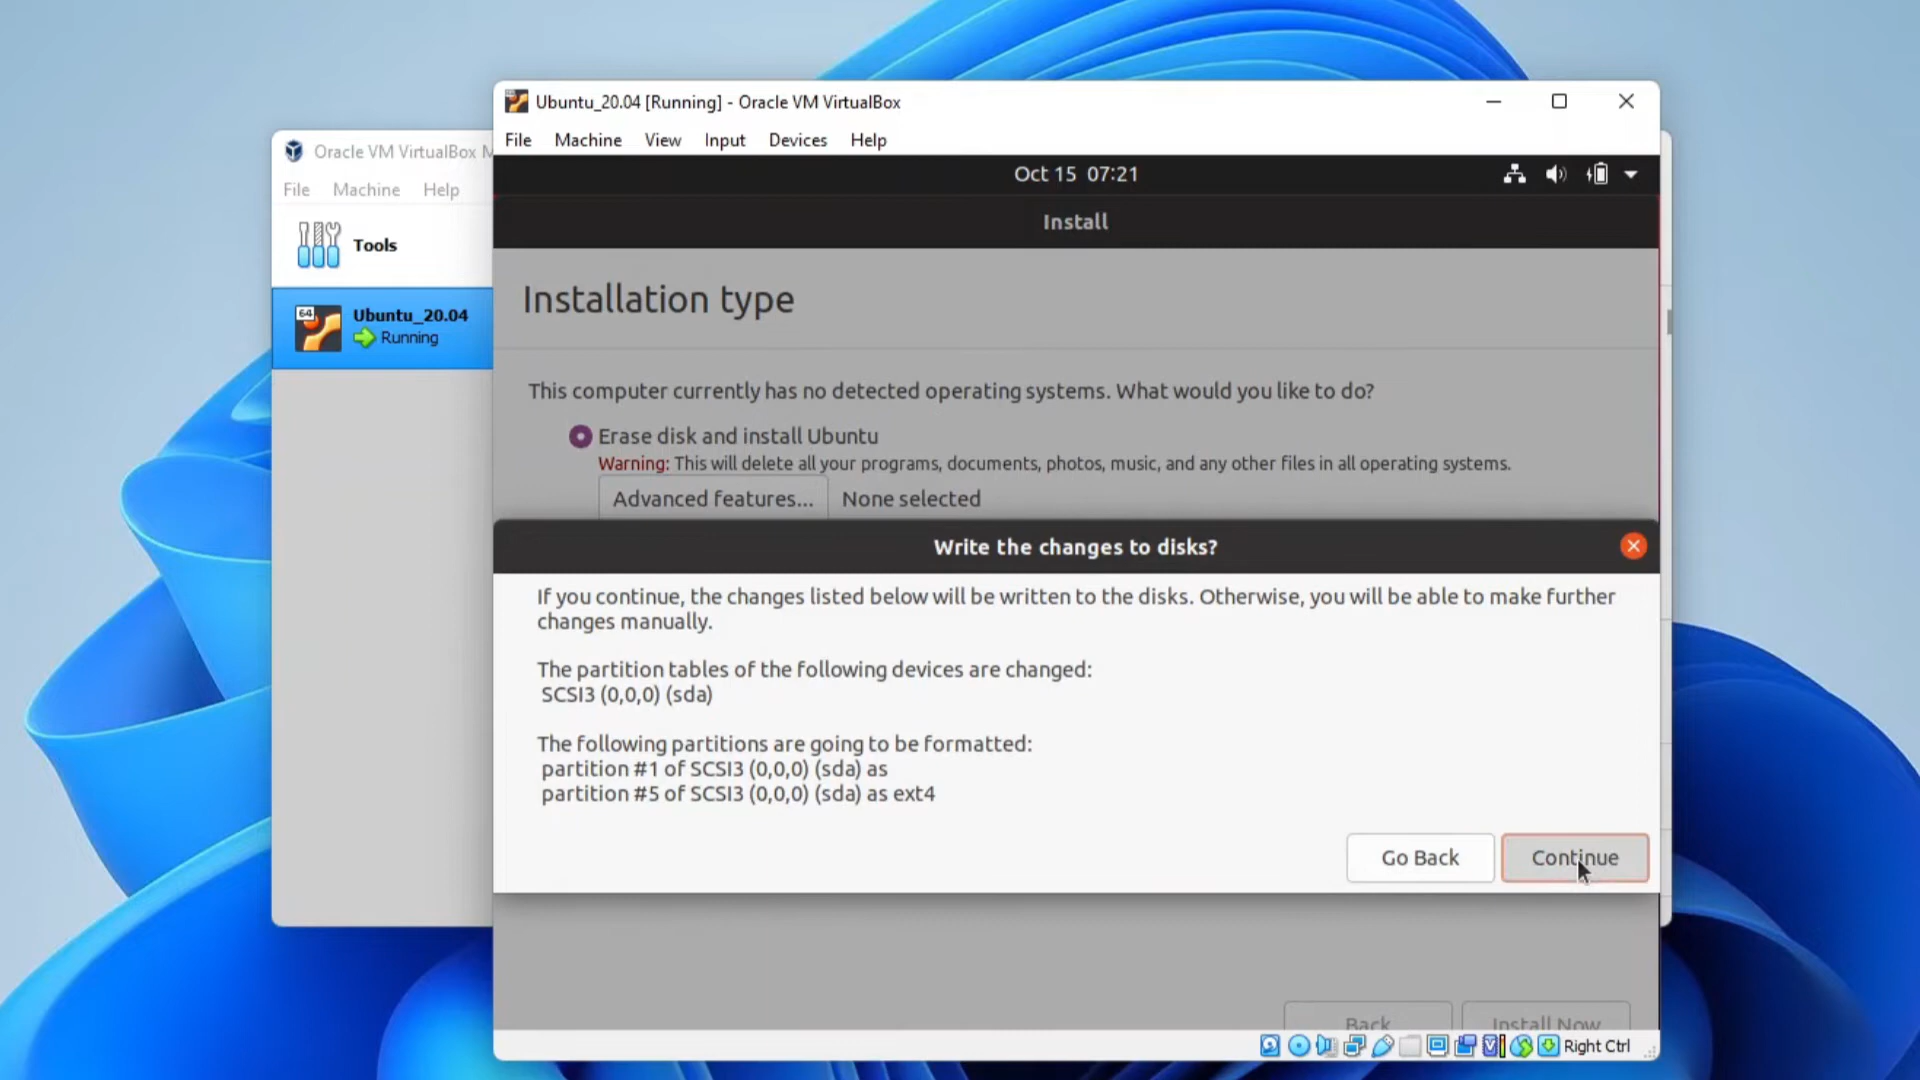 Ubuntu_20.04 [Running] - Oracle VM VirtualBox
File Machine View Input Devices Help
Oracle VM VirtualBox M
File Machine Help
Tools
64
Ubuntu_20.04
Running
Oct 15 07:21
Install
Installation type
This computer currently has no detected operating systems. What would you like to do?
Erase disk and install Ubuntu
Warning: This will delete all your programs, documents, photos, music, and any other files in all operating systems.
Advanced features... None selected
Write the changes to disks?
If you continue, the changes listed below will be written to the disks. Otherwise, you will be able to make further
changes manually.
The partition tables of the following devices are changed:
SCSI3 (0,0,0) (sda)
The following partitions are going to be formatted:
partition #1 of SCSI3 (0,0,0) (sda) as
partition #5 of SCSI3 (0,0,0) (sda) as ext4
Go Back Continue
Back Install Now
Right Ctrl